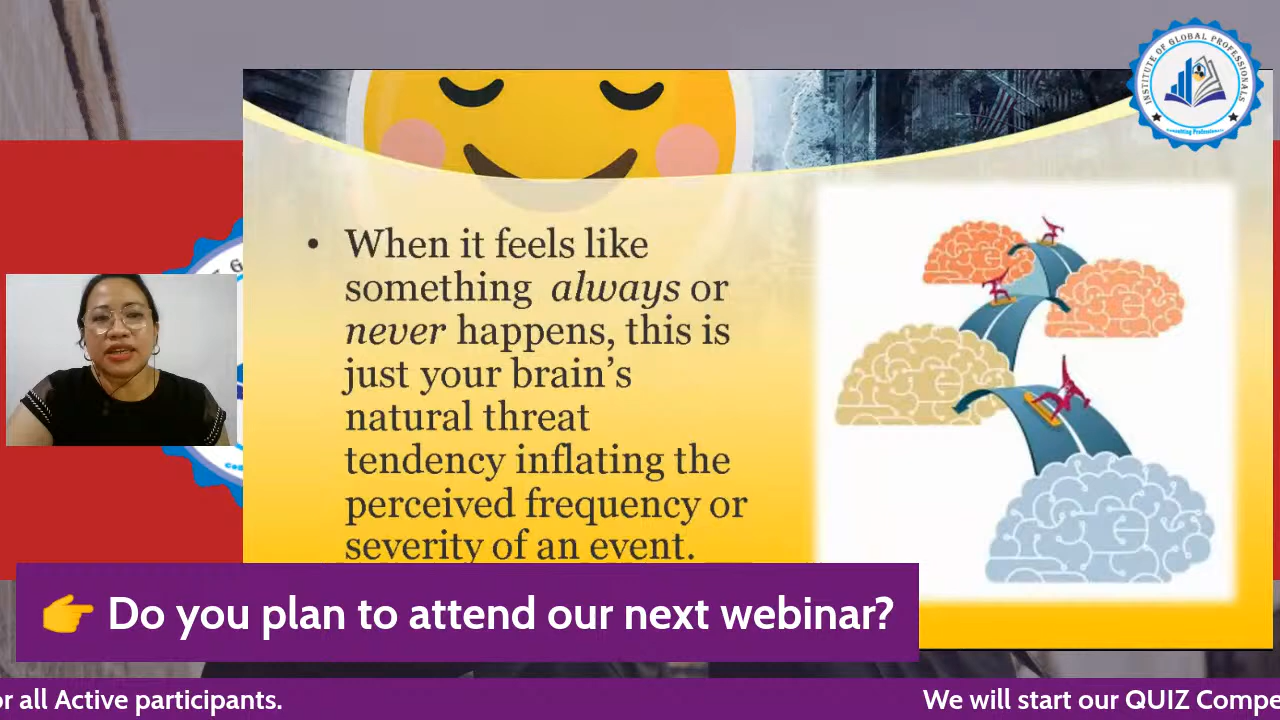 INSTITUTE OF GLOBAL PROFESSIONALS
Consulting Professionals
• When it feels like
something always or
never happens, this is
just your brain’s
natural threat
tendency inflating the
perceived frequency or
severity of an event.
👉 Do you plan to attend our next webinar?
or all Active participants.
We will start our QUIZ Compe